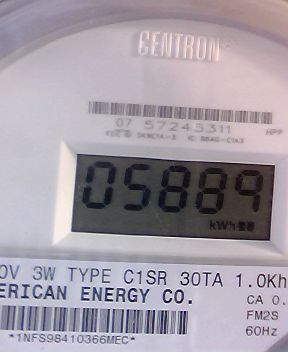 CENTRON
07 57245311 HPP
05889
kWh
0V 3W TYPE C1SR 30TA 1.0Kh
ERICAN ENERGY CO.
CA 0.
FM2S
*1NFS98410366MEC*
60Hz